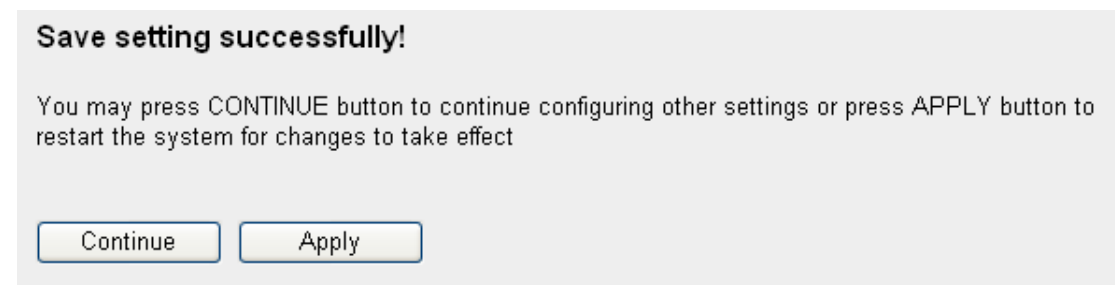 Save setting successfully!
You may press CONTINUE button to continue configuring other settings or press APPLY button to
restart the system for changes to take effect
Continue Apply